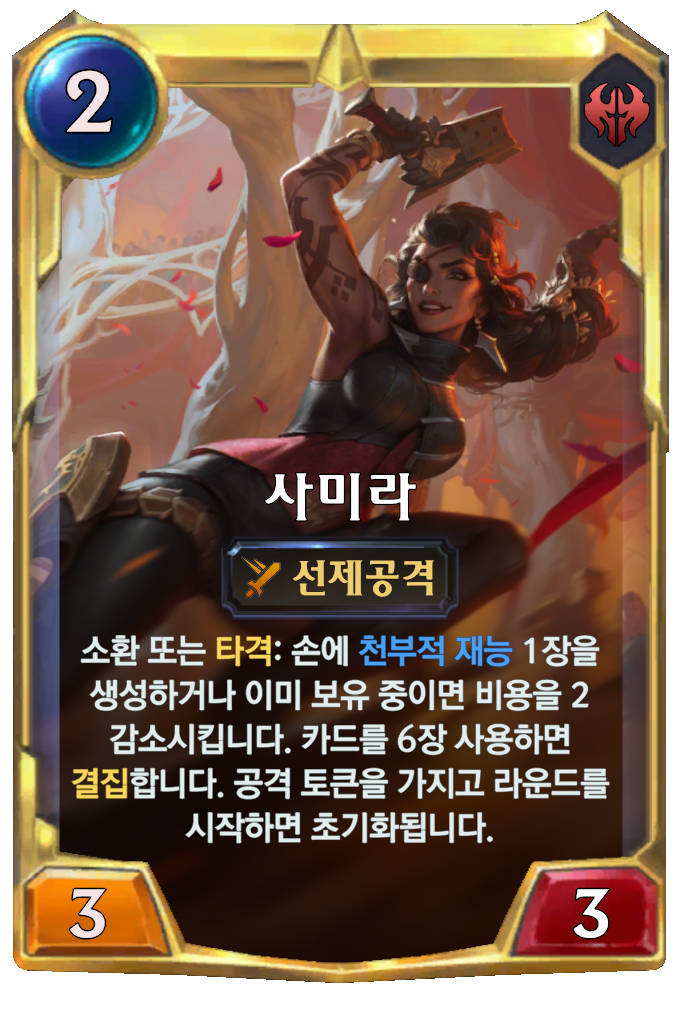 2
사미라
선제공격
소환 또는 타격: 손에 천부적 재능 1장을
생성하거나 이미 보유 중이면 비용을 2
감소시킵니다. 카드를 6장 사용하면
결집합니다. 공격 토큰을 가지고 라운드를
시작하면 초기화됩니다.
3
3